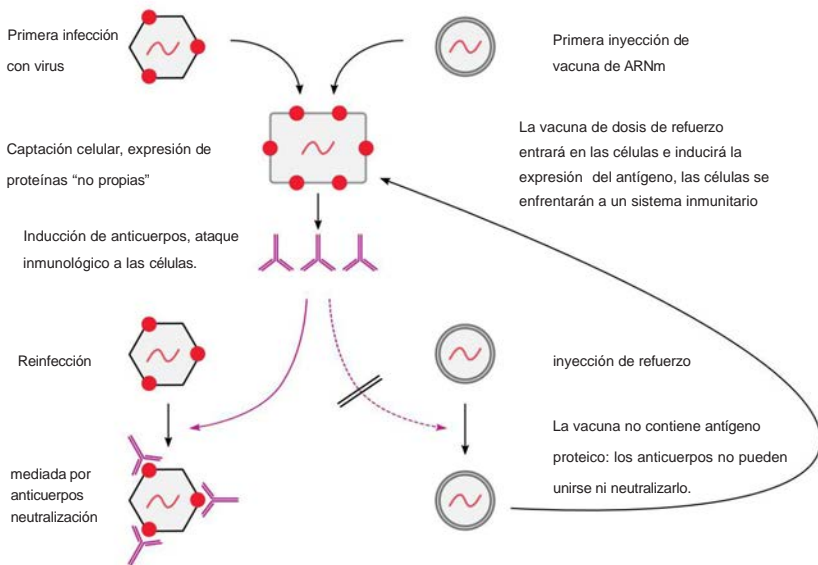 Primera infección
con virus
Primera inyección de
vacuna de ARNm
Captación celular, expresión de
proteínas “no propias”
La vacuna de dosis de refuerzo
entrará en las células e inducirá la
expresión del antígeno, las células se
enfrentarán a un sistema inmunitario
Inducción de anticuerpos, ataque
inmunológico a las células.
Reinfección
inyección de refuerzo
mediada por
anticuerpos
neutralización
La vacuna no contiene antígeno
proteico: los anticuerpos no pueden
unirse ni neutralizarlo.